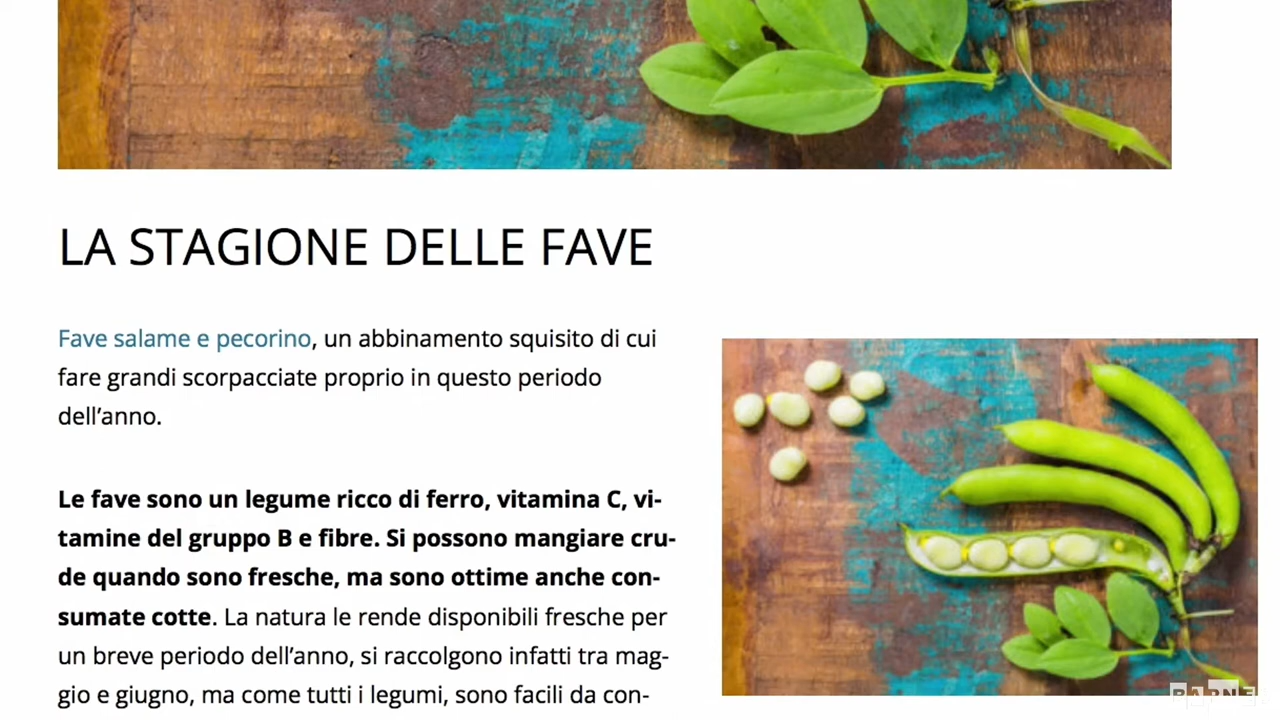 LA STAGIONE DELLE FAVE
Fave salame e pecorino, un abbinamento squisito di cui
fare grandi scorpacciate proprio in questo periodo
dell’anno.
Le fave sono un legume ricco di ferro, vitamina C, vi-
tamine del gruppo B e fibre. Si possono mangiare cru-
de quando sono fresche, ma sono ottime anche con-
sumate cotte. La natura le rende disponibili fresche per
un breve periodo dell’anno, si raccolgono infatti tra mag-
gio e giugno, ma come tutti i legumi, sono facili da con-